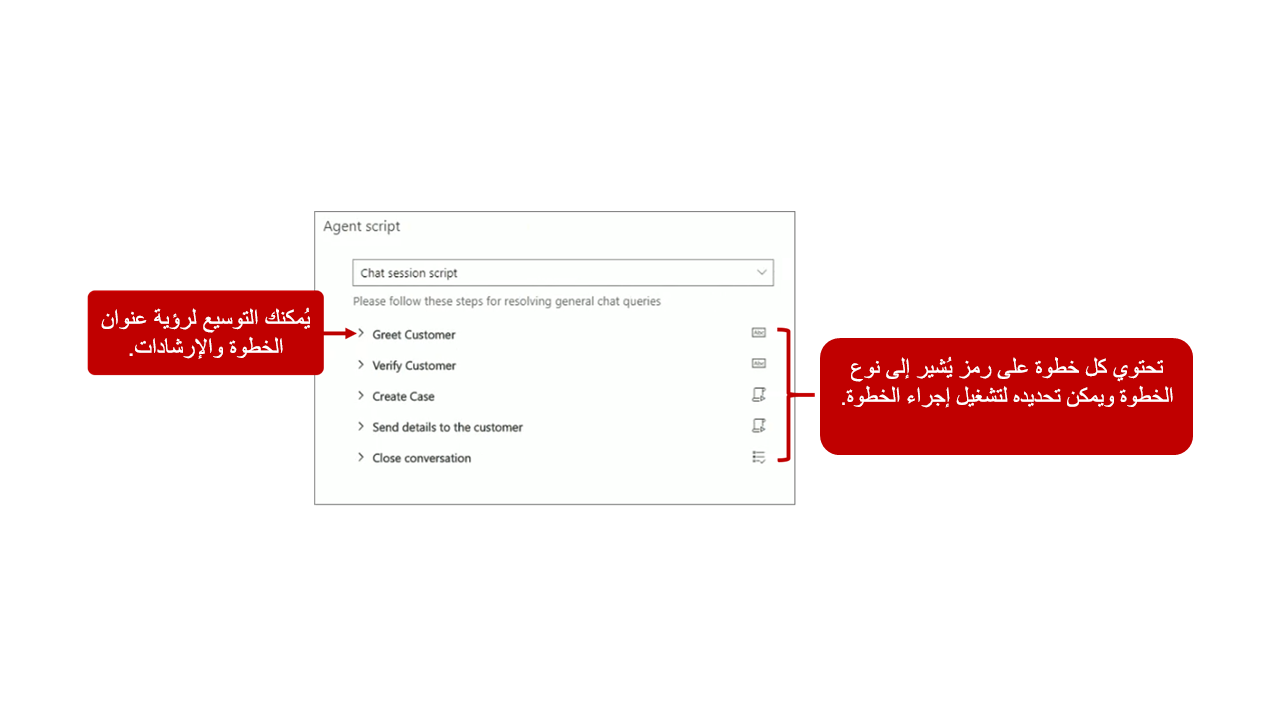 Agent script
Chat session script
Please follow these steps for resolving general chat queries
Greet Customer
Abc
Verify Customer
Abc
Create Case
Send details to the customer
Close conversation
يُمكنك التوسيع لرؤية عنوان
الخطوة والإرشادات.
تحتوي كل خطوة على رمز يُشير إلى نوع
الخطوة ويمكن تحديده لتشغيل إجراء الخطوة.